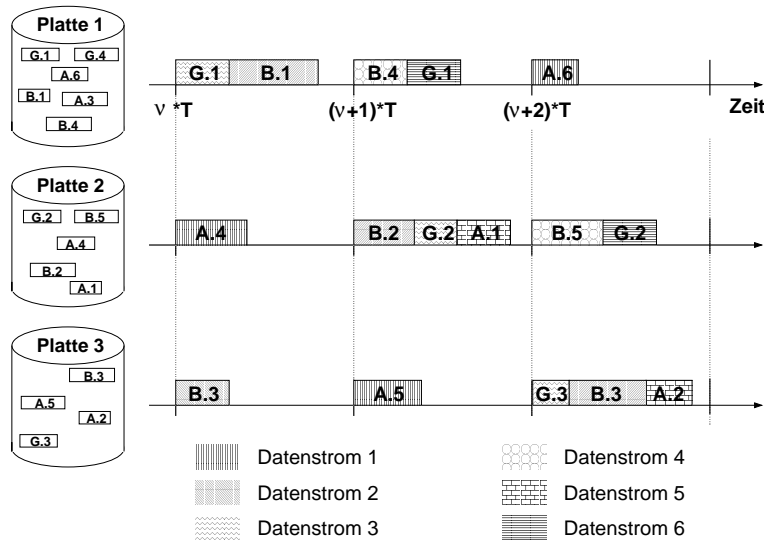 Platte 1
G.1 G.4
A.6
B.1 A.3
B.4
G.1 B.1 B.4 G.1 A.6
ν *T (ν+1)*T (ν+2)*T Zeit
Platte 2
G.2 B.5
A.4
B.2
A.1
A.4 B.2 G.2 A.1 B.5 G.2
Platte 3
B.3
A.5
A.2
G.3
B.3 A.5 G.3 B.3 A.2
Datenstrom 1 Datenstrom 4
Datenstrom 2 Datenstrom 5
Datenstrom 3 Datenstrom 6